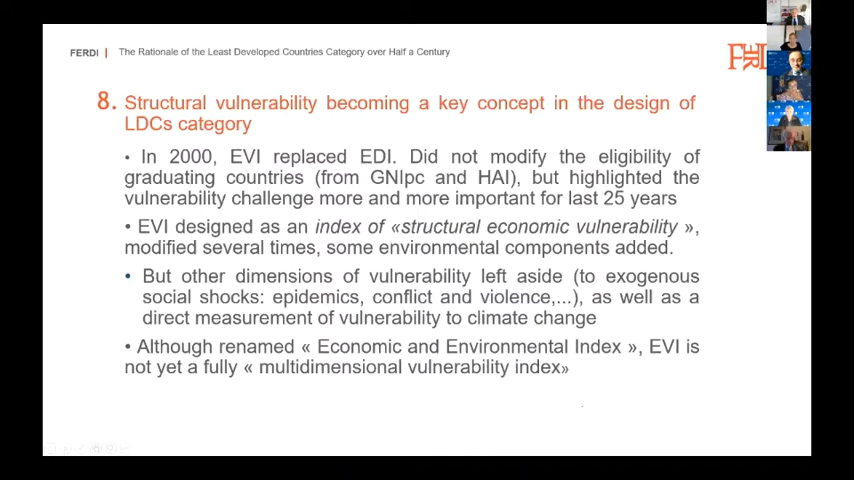 FERDI | The Rationale of the Least Developed Countries Category over Half a Century
8. Structural vulnerability becoming a key concept in the design of
LDCs category
• In 2000, EVI replaced EDI. Did not modify the eligibility of
graduating countries (from GNIpc and HAI), but highlighted the
vulnerability challenge more and more important for last 25 years
• EVI designed as an index of «structural economic vulnerability »,
modified several times, some environmental components added.
• But other dimensions of vulnerability left aside (to exogenous
social shocks: epidemics, conflict and violence,...), as well as a
direct measurement of vulnerability to climate change
• Although renamed « Economic and Environmental Index », EVI is
not yet a fully « multidimensional vulnerability index»